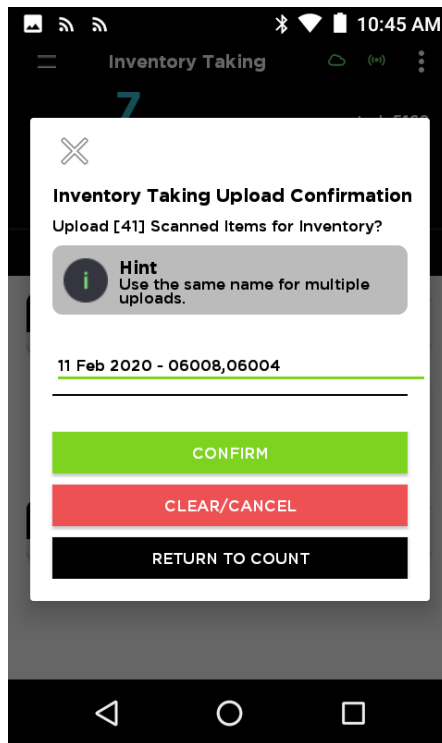 10:45 AM
Inventory Taking
7
Inventory Taking Upload Confirmation
Upload [41] Scanned Items for Inventory?
Hint
Use the same name for multiple
uploads.
11 Feb 2020 - 06008,06004
CONFIRM
CLEAR/CANCEL
RETURN TO COUNT